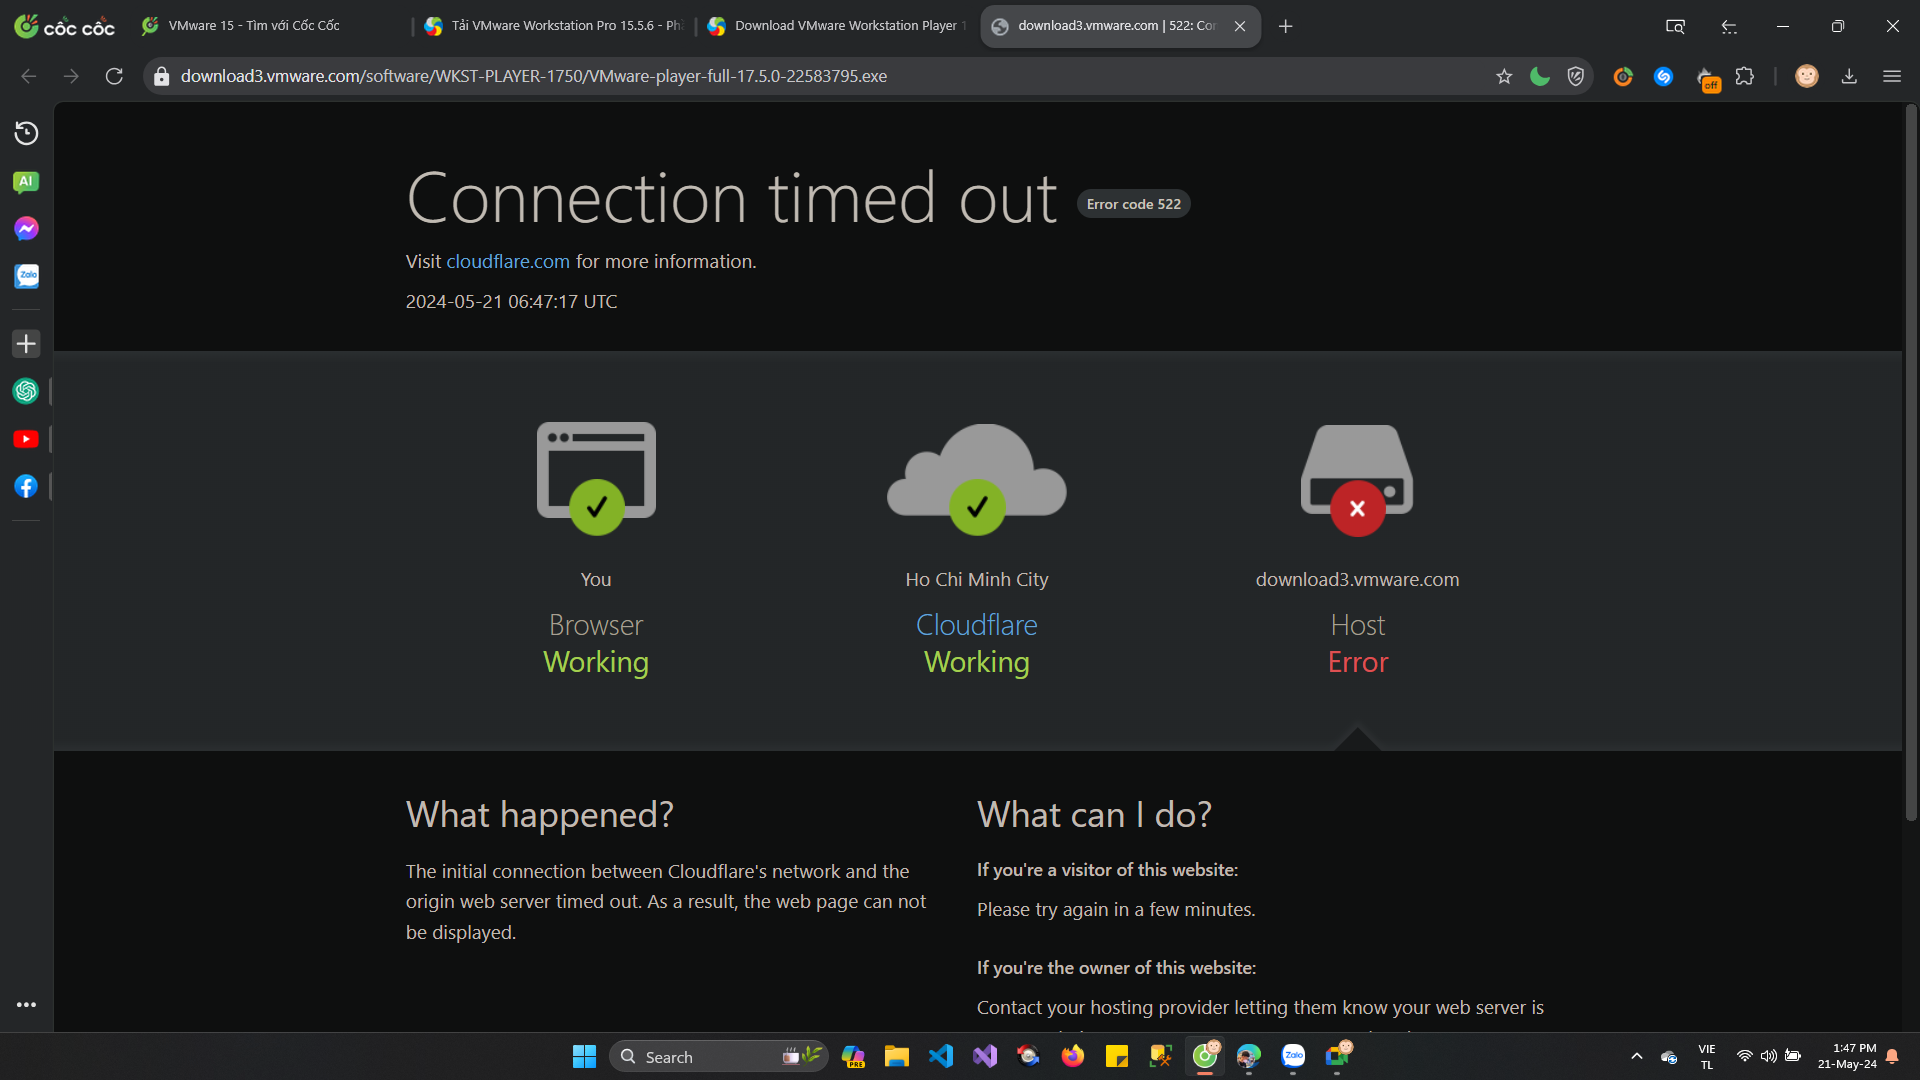 cốc cốc
VMware 15 - Tìm với Cốc Cốc
Tải VMware Workstation Pro 15.5.6 - Ph
Download VMware Workstation Player 1
download3.vmware.com | 522: Con
download3.vmware.com/software/WKST-PLAYER-1750/VMware-player-full-17.5.0-22583795.exe
off
AI
Zalo
Connection timed out
Error code 522
Visit cloudflare.com for more information.
2024-05-21 06:47:17 UTC
You
Browser
Working
Ho Chi Minh City
Cloudflare
Working
download3.vmware.com
Host
Error
What happened?
The initial connection between Cloudflare's network and the
origin web server timed out. As a result, the web page can not
be displayed.
What can I do?
If you're a visitor of this website:
Please try again in a few minutes.
If you're the owner of this website:
Contact your hosting provider letting them know your web server is
Search
PRE
Zalo
VIE
TL
1:47 PM
21-May-24